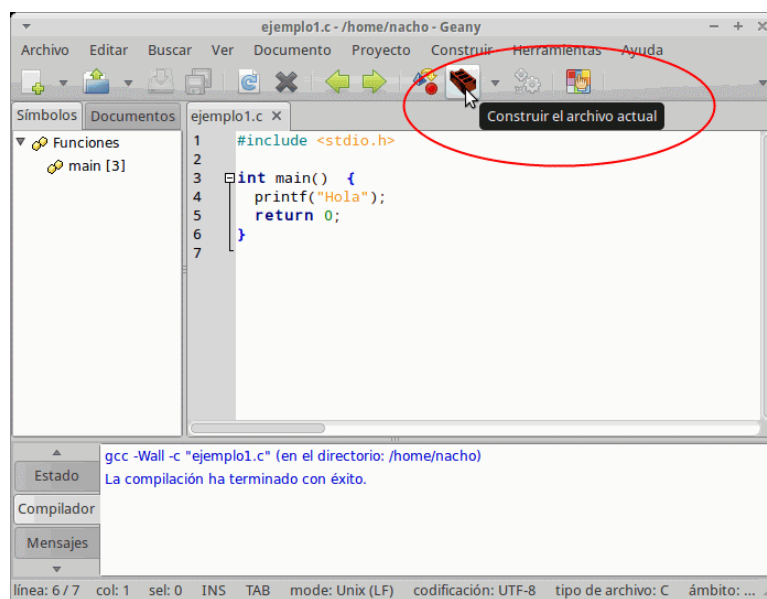 ejemplo1.c - /home/nacho - Geany
Archivo Editar Buscar Ver Documento Proyecto Construir Herramientas Ayuda
Construir el archivo actual
Símbolos Documentos ejemplo1.c
Funciones
main [3]
1 #include <stdio.h>
2
3 int main() {
4 printf("Hola");
5 return 0;
6 }
7
Estado
Compilador
Mensajes
gcc -Wall -c "ejemplo1.c" (en el directorio: /home/nacho)
La compilación ha terminado con éxito.
línea: 6 / 7 col: 1 sel: 0 INS TAB mode: Unix (LF) codificación: UTF-8 tipo de archivo: C ámbito: ...